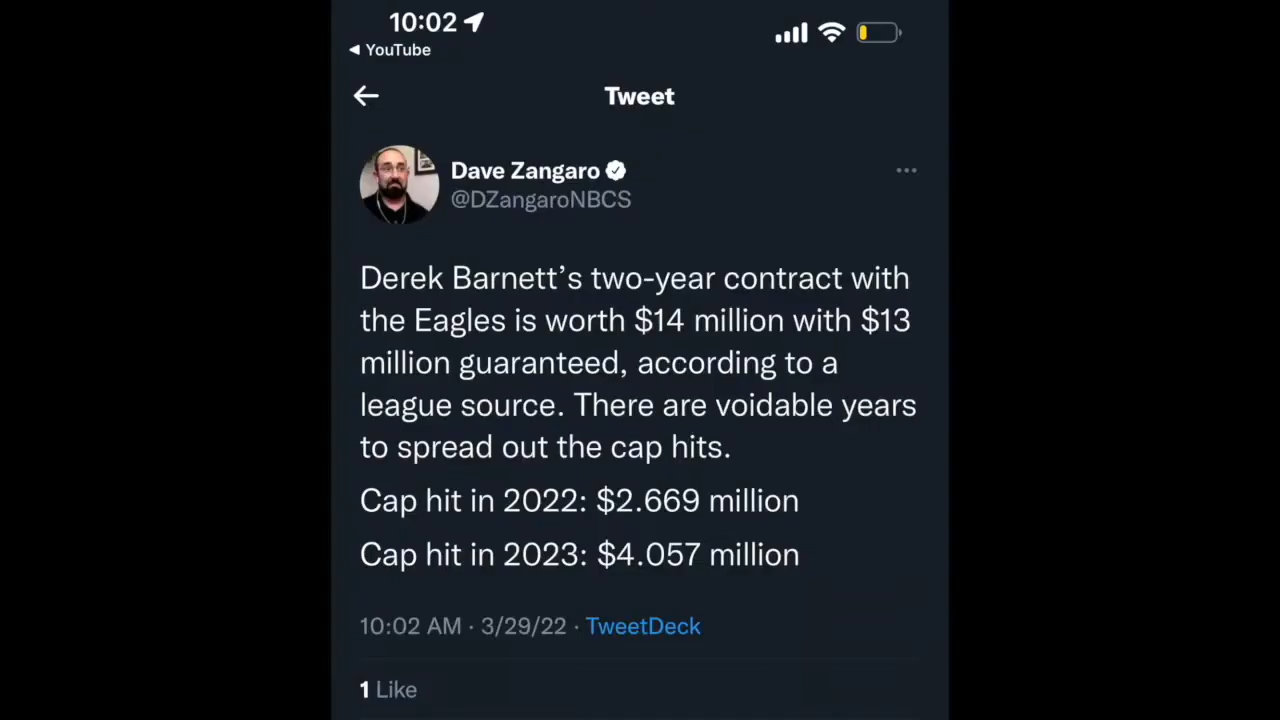 10:02
◀ YouTube
Tweet
Dave Zangaro
@DZangaroNBCS
Derek Barnett’s two-year contract with
the Eagles is worth $14 million with $13
million guaranteed, according to a
league source. There are voidable years
to spread out the cap hits.
Cap hit in 2022: $2.669 million
Cap hit in 2023: $4.057 million
10:02 AM · 3/29/22 · TweetDeck
1 Like